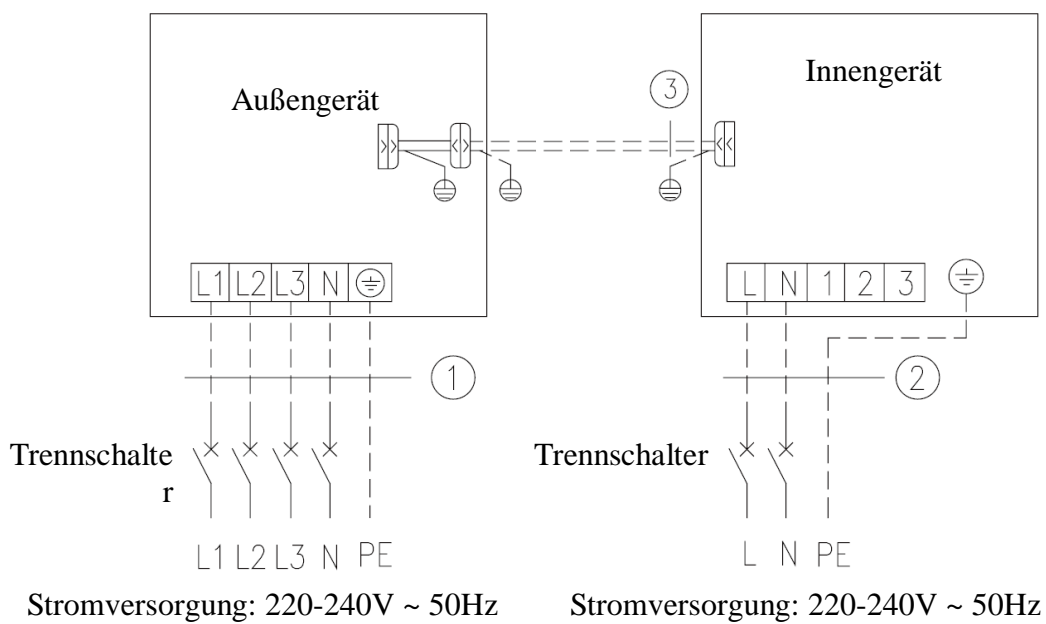 Außengerät
Innengerät
3
L1 L2 L3 N
L N 1 2 3
1
2
Trennschalte
r
Trennschalter
L1 L2 L3 N PE
L N PE
Stromversorgung: 220-240V ~ 50Hz
Stromversorgung: 220-240V ~ 50Hz